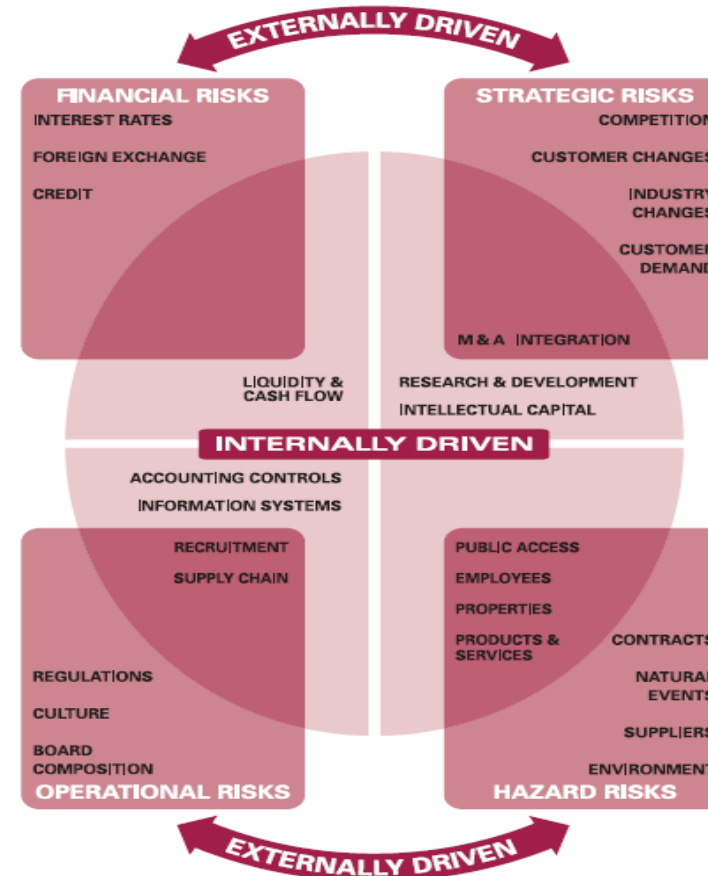 EXTERNALLY DRIVEN
FINANCIAL RISKS
INTEREST RATES
FOREIGN EXCHANGE
CREDIT
STRATEGIC RISKS
COMPETITION
CUSTOMER CHANGES
INDUSTRY
CHANGES
CUSTOMER
DEMAND
M & A INTEGRATION
LIQUIDITY &
CASH FLOW
RESEARCH & DEVELOPMENT
INTELLECTUAL CAPITAL
INTERNALLY DRIVEN
ACCOUNTING CONTROLS
INFORMATION SYSTEMS
RECRUITMENT
SUPPLY CHAIN
REGULATIONS
CULTURE
BOARD
COMPOSITION
OPERATIONAL RISKS
PUBLIC ACCESS
EMPLOYEES
PROPERTIES
PRODUCTS &
SERVICES
CONTRACTS
NATURAL
EVENTS
SUPPLIERS
ENVIRONMENT
HAZARD RISKS
EXTERNALLY DRIVEN